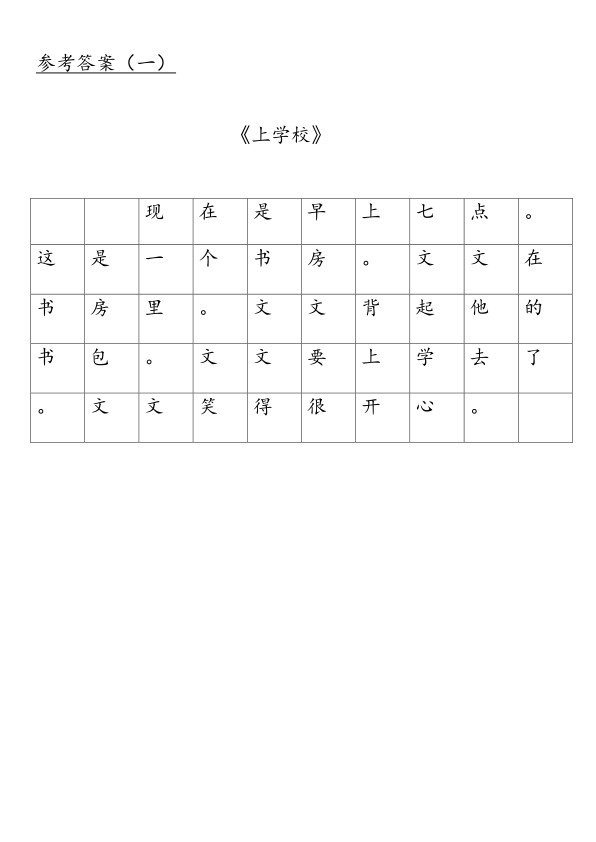 参考答案（一）
《上学校》
现在是早上七点。
这是一个书房。文文在
书房里。文文背起他的
书包。文文要上学去了
。文文笑得很开心。